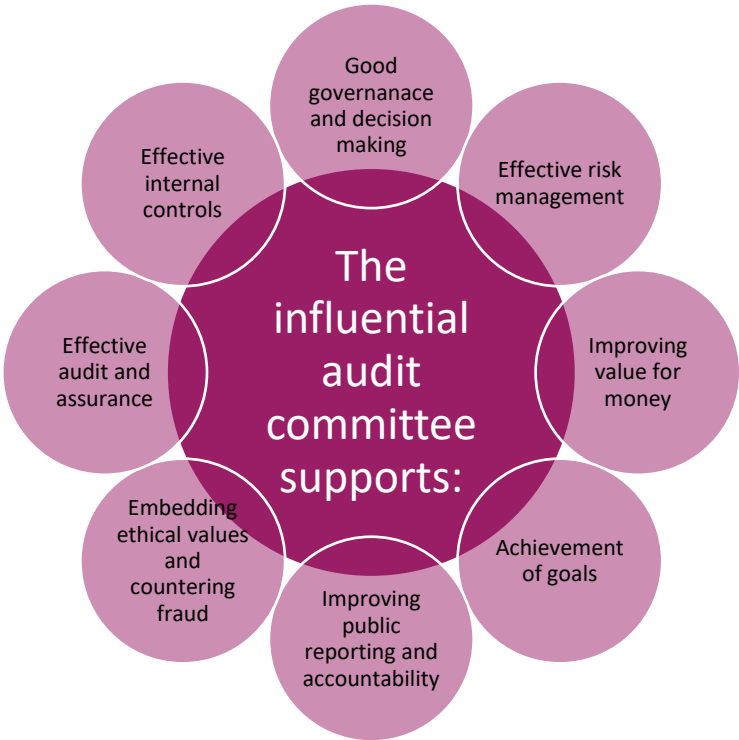 The
influential
audit
committee
supports:
Good
governanace
and decision
making
Effective risk
management
Improving
value for
money
Achievement
of goals
Improving
public
reporting and
accountability
Embedding
ethical values
and
countering
fraud
Effective
audit and
assurance
Effective
internal
controls